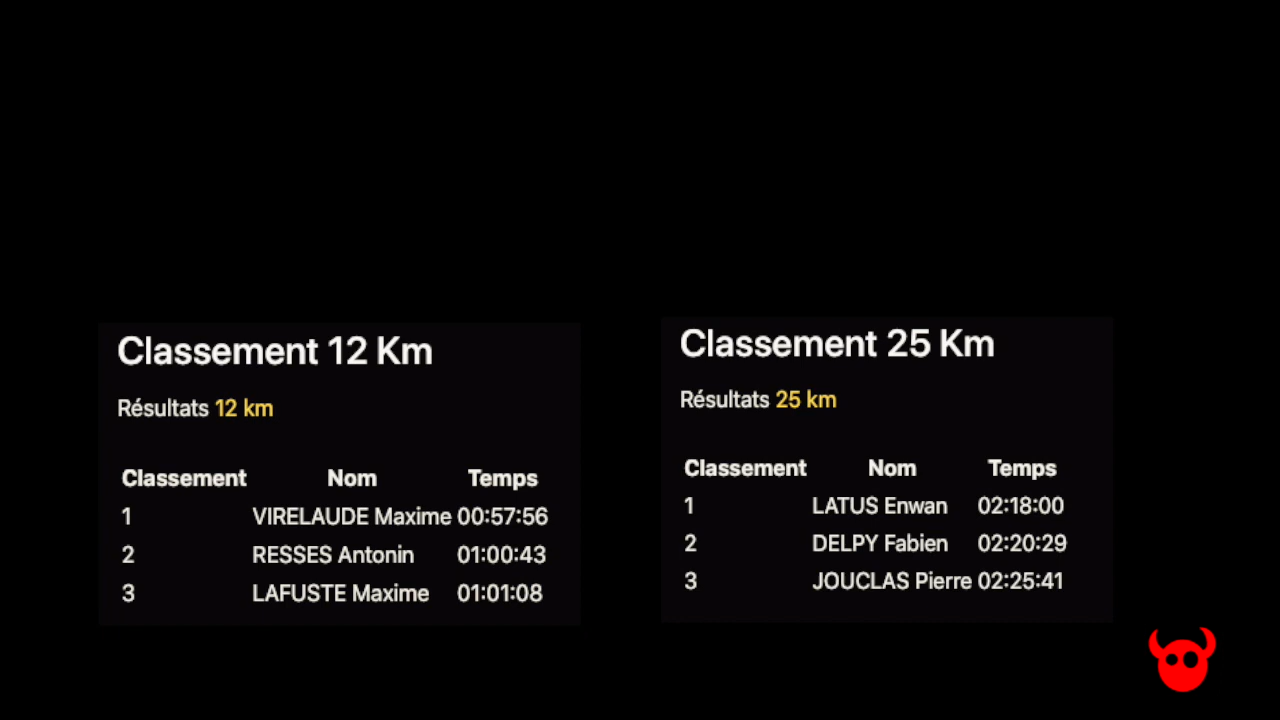 Classement 12 Km
Résultats 12 km
Classement Nom Temps
1 VIRELAUDE Maxime 00:57:56
2 RESSES Antonin 01:00:43
3 LAFUSTE Maxime 01:01:08
Classement 25 Km
Résultats 25 km
Classement Nom Temps
1 LATUS Enwan 02:18:00
2 DELPY Fabien 02:20:29
3 JOUCLAS Pierre 02:25:41